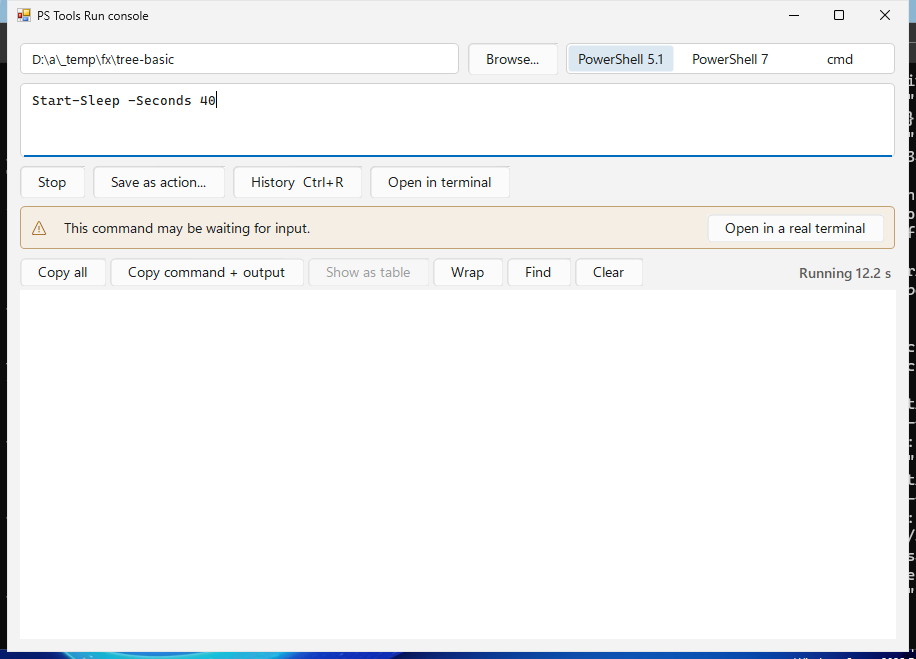 PS Tools Run console
D:\a\_temp\fx\tree-basic
Browse...
PowerShell 5.1
PowerShell 7
cmd
Start-Sleep -Seconds 40
Stop
Save as action...
History Ctrl+R
Open in terminal
This command may be waiting for input.
Open in a real terminal
Copy all
Copy command + output
Show as table
Wrap
Find
Clear
Running 12.2 s